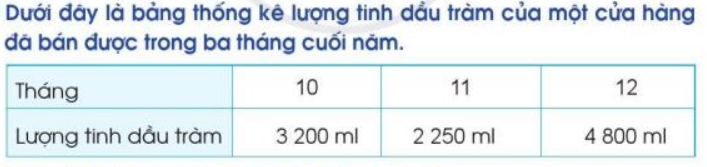 Dưới đây là bảng thống kê lượng tinh dầu tràm của một cửa hàng
đã bán được trong ba tháng cuối năm.
Tháng 10 11 12
Lượng tinh dầu tràm 3 200 ml 2 250 ml 4 800 ml